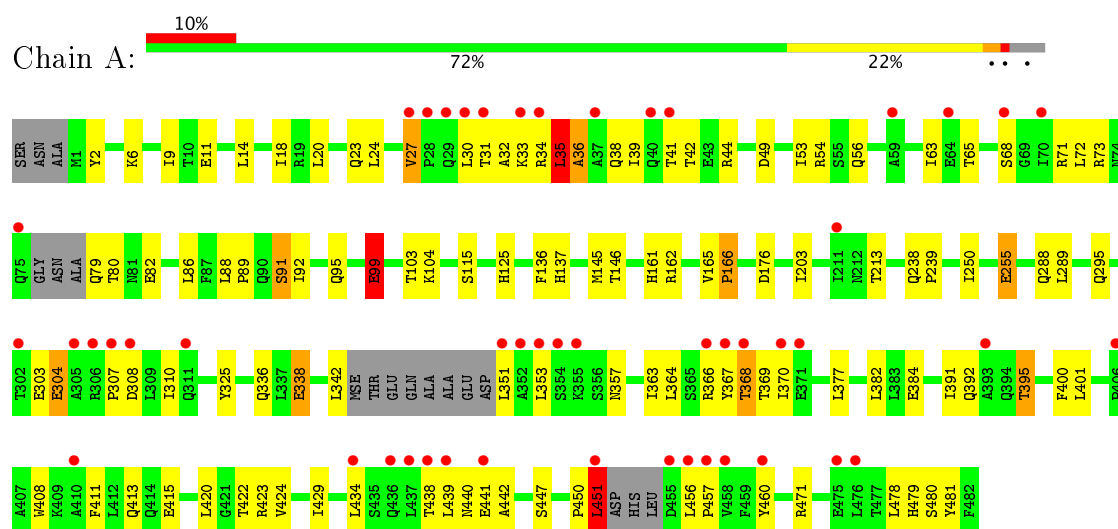 10%
Chain A:
72% 22% • • •
SER ASN ALA M1 Y2 K6 I9 T10 E11 L14 I18 R19 L20 Q23 L24 V27 P28 Q29 L30 T31 A32 K33 R34 L35 A36 A37 Q38 I39 Q40 T41 T42 E43 R44 D49 I53 R54 S55 Q56 A59 I63 E64 T65 S68 G69 I70 R71 L72 R73 N74
Q75 GLY ASN ALA Q79 T80 N81 E82 L86 F87 L88 P89 Q90 S91 I92 Q95 E99 T103 K104 S115 H125 F136 H137 M145 T146 H161 R162 V165 P166 D176 I203 I211 N212 T213 Q238 P239 I250 E255 Q288 L289 Q295
T302 E303 E304 A305 R306 P307 D308 L309 I310 Q311 Y325 Q336 L337 E338 L342 MSE THR GLU GLN ALA ALA GLU ASP L351 A352 L353 S354 K355 S356 N357 I363 L364 S365 R366 Y367 T368 T369 I370 E371 L377 L382 L383 E384 I391 Q392 A393 Q394 T395 F400 L401
A407 W408 K409 A410 F411 L412 Q413 Q414 E415 L420 G421 T422 R423 V424 I429 L434 S435 Q436 L437 T438 L439 N440 E441 A442 S447 P450 L451 ASP HIS LEU D455 L456 P457 V458 F459 Y460 R471 E475 L476 T477 L478 H479 S480 Y481 F482